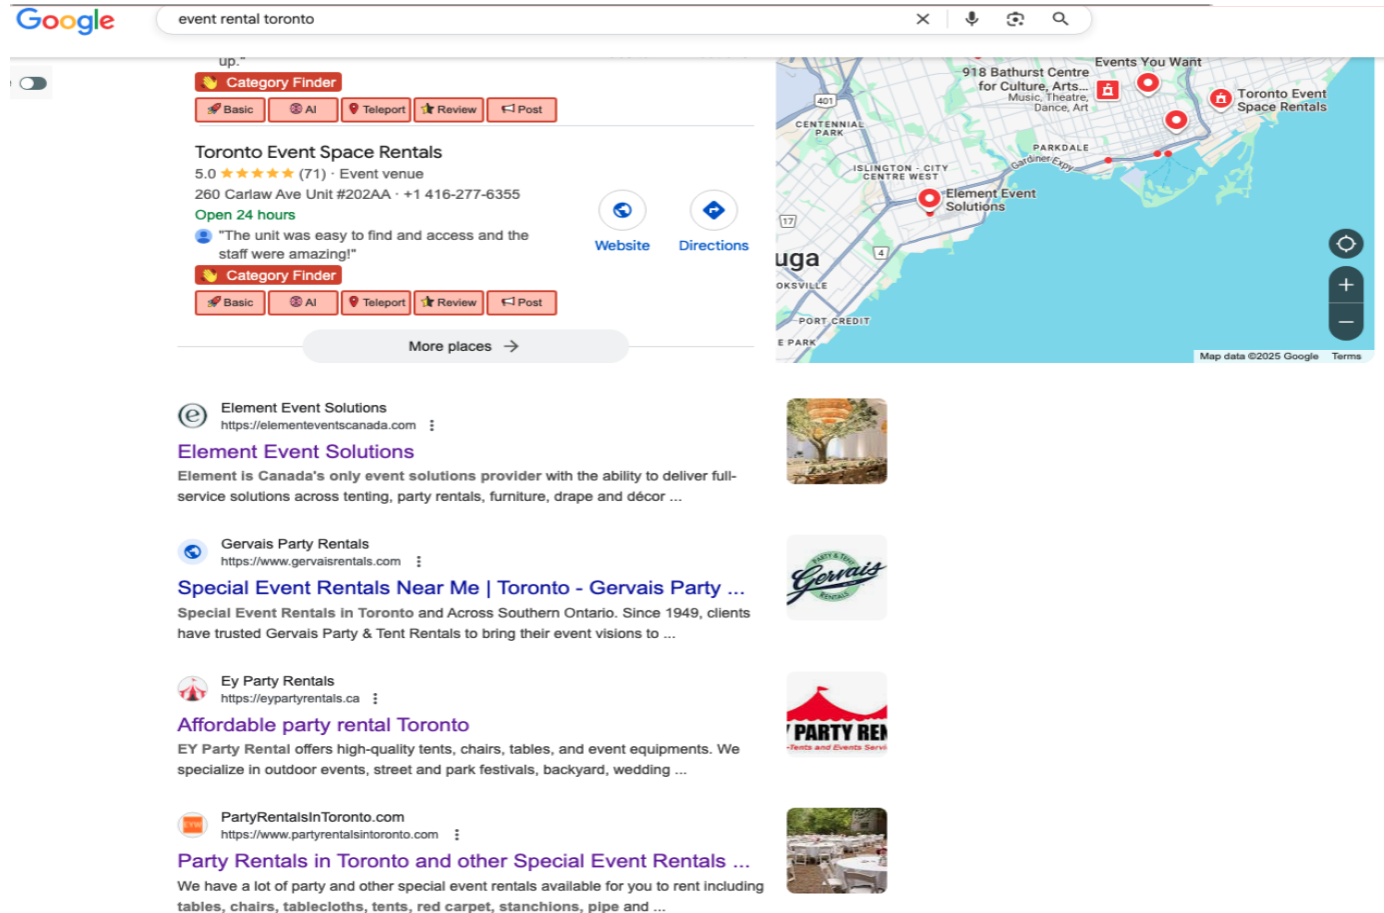 Google
event rental toronto
up."
Category Finder
Basic
AI
Teleport
Review
Post
Toronto Event Space Rentals
5.0 ★★★★★ (71) · Event venue
260 Carlaw Ave Unit #202AA · +1 416-277-6355
Open 24 hours
"The unit was easy to find and access and the
staff were amazing!"
Website
Directions
Category Finder
Basic
AI
Teleport
Review
Post
More places →
Events You Want
918 Bathurst Centre
for Culture, Arts...
Music, Theatre,
Dance, Art
Toronto Event
Space Rentals
401
CENTENNIAL
PARK
PARKDALE
Gardiner Expy
ISLINGTON - CITY
CENTRE WEST
Element Event
Solutions
17
4
uga
OKSVILLE
PORT CREDIT
E PARK
+
−
Map data ©2025 Google
Terms
Element Event Solutions
https://elementeventscanada.com
Element Event Solutions
Element is Canada's only event solutions provider with the ability to deliver full-
service solutions across tenting, party rentals, furniture, drape and décor ...
Gervais Party Rentals
https://www.gervaisrentals.com
Special Event Rentals Near Me | Toronto - Gervais Party ...
Special Event Rentals in Toronto and Across Southern Ontario. Since 1949, clients
have trusted Gervais Party & Tent Rentals to bring their event visions to ...
PARTY & TENT
Gervais
RENTALS
Ey Party Rentals
https://eypartyrentals.ca
Affordable party rental Toronto
EY Party Rental offers high-quality tents, chairs, tables, and event equipments. We
specialize in outdoor events, street and park festivals, backyard, wedding ...
Y PARTY REN
-Tents and Events Servi
PartyRentalsInToronto.com
https://www.partyrentalsintoronto.com
Party Rentals in Toronto and other Special Event Rentals ...
We have a lot of party and other special event rentals available for you to rent including
tables, chairs, tablecloths, tents, red carpet, stanchions, pipe and ...